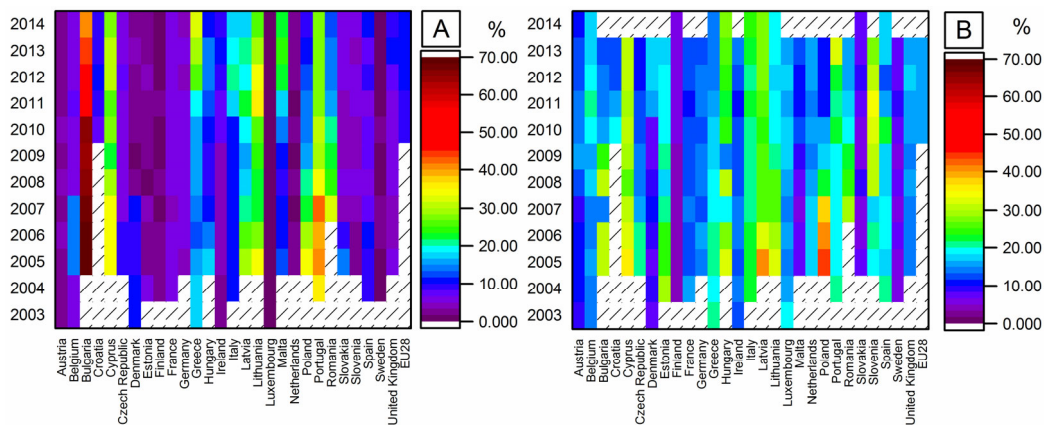 A
%
70.00
60.00
50.00
40.00
30.00
20.00
10.00
0.000
2014
2013
2012
2011
2010
2009
2008
2007
2006
2005
2004
2003
Austria
Belgium
Bulgaria
Croatia
Cyprus
Czech Republic
Denmark
Estonia
Finland
France
Germany
Greece
Hungary
Ireland
Italy
Latvia
Lithuania
Luxembourg
Malta
Netherlands
Poland
Portugal
Romania
Slovakia
Slovenia
Spain
Sweden
United Kingdom
EU28
B
%
70.00
60.00
50.00
40.00
30.00
20.00
10.00
0.000
2014
2013
2012
2011
2010
2009
2008
2007
2006
2005
2004
2003
Austria
Belgium
Bulgaria
Croatia
Cyprus
Czech Republic
Denmark
Estonia
Finland
France
Germany
Greece
Hungary
Ireland
Italy
Latvia
Lithuania
Luxembourg
Malta
Netherlands
Poland
Portugal
Romania
Slovakia
Slovenia
Spain
Sweden
United Kingdom
EU28